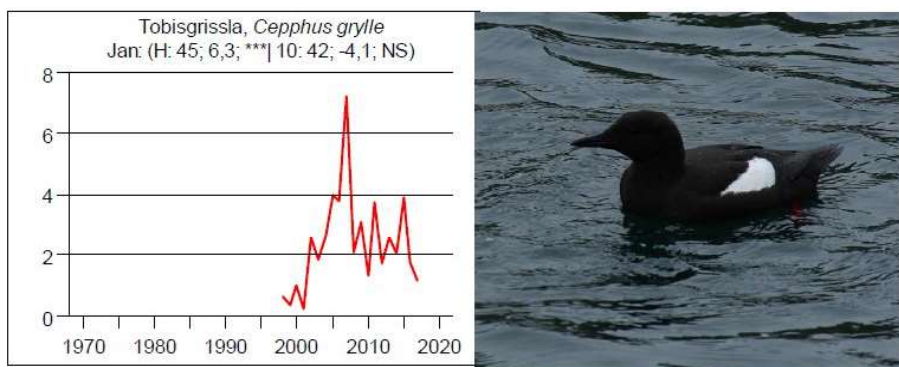 Tobisgrissla, Cepphus grylle
Jan: (H: 45; 6,3; ***| 10: 42; -4,1; NS)
8
6
4
2
0
1970 1980 1990 2000 2010 2020